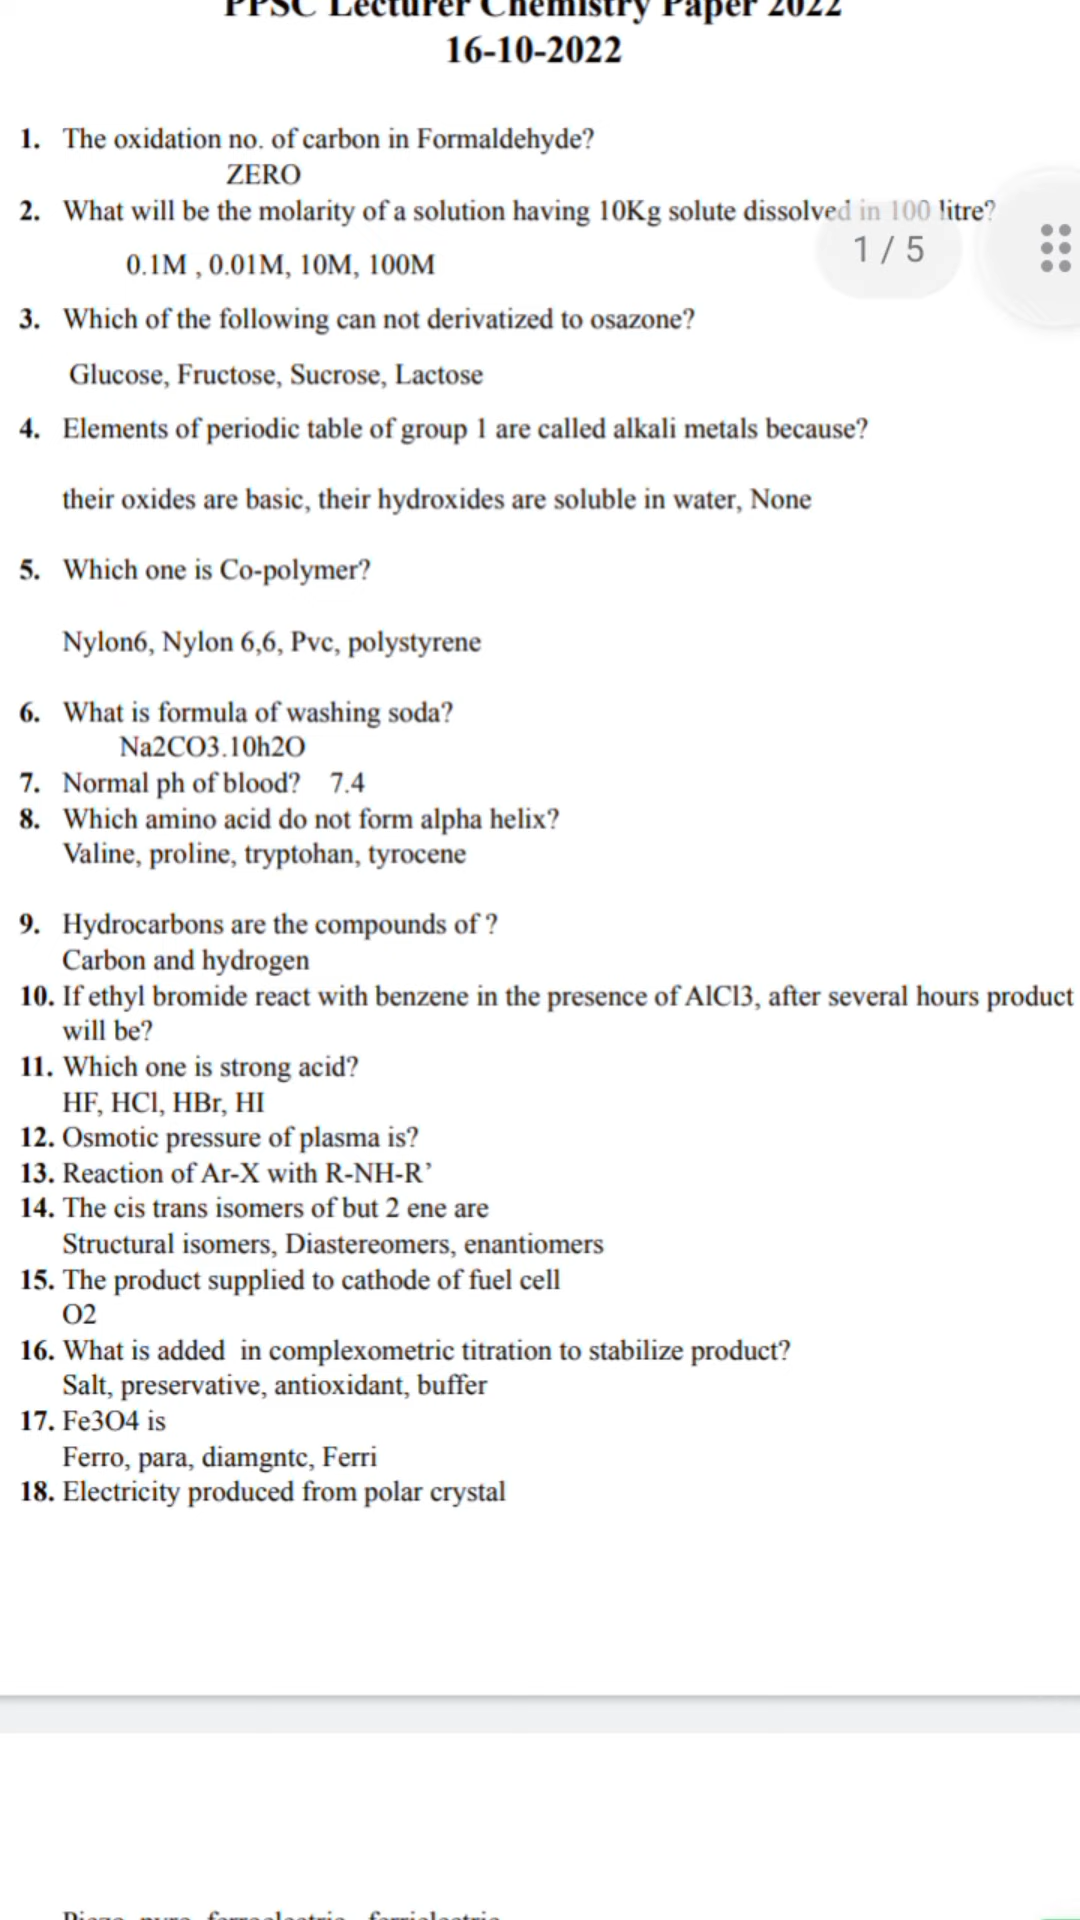 PPSC Lecturer Chemistry Paper 2022
16-10-2022
1. The oxidation no. of carbon in Formaldehyde?
ZERO
2. What will be the molarity of a solution having 10Kg solute dissolved in 100 litre?
1 / 5
0.1M , 0.01M, 10M, 100M
3. Which of the following can not derivatized to osazone?
Glucose, Fructose, Sucrose, Lactose
4. Elements of periodic table of group 1 are called alkali metals because?
their oxides are basic, their hydroxides are soluble in water, None
5. Which one is Co-polymer?
Nylon6, Nylon 6,6, Pvc, polystyrene
6. What is formula of washing soda?
Na2CO3.10h2O
7. Normal ph of blood? 7.4
8. Which amino acid do not form alpha helix?
Valine, proline, tryptohan, tyrocene
9. Hydrocarbons are the compounds of ?
Carbon and hydrogen
10. If ethyl bromide react with benzene in the presence of AlCl3, after several hours product
will be?
11. Which one is strong acid?
HF, HCl, HBr, HI
12. Osmotic pressure of plasma is?
13. Reaction of Ar-X with R-NH-R’
14. The cis trans isomers of but 2 ene are
Structural isomers, Diastereomers, enantiomers
15. The product supplied to cathode of fuel cell
O2
16. What is added in complexometric titration to stabilize product?
Salt, preservative, antioxidant, buffer
17. Fe3O4 is
Ferro, para, diamgntc, Ferri
18. Electricity produced from polar crystal